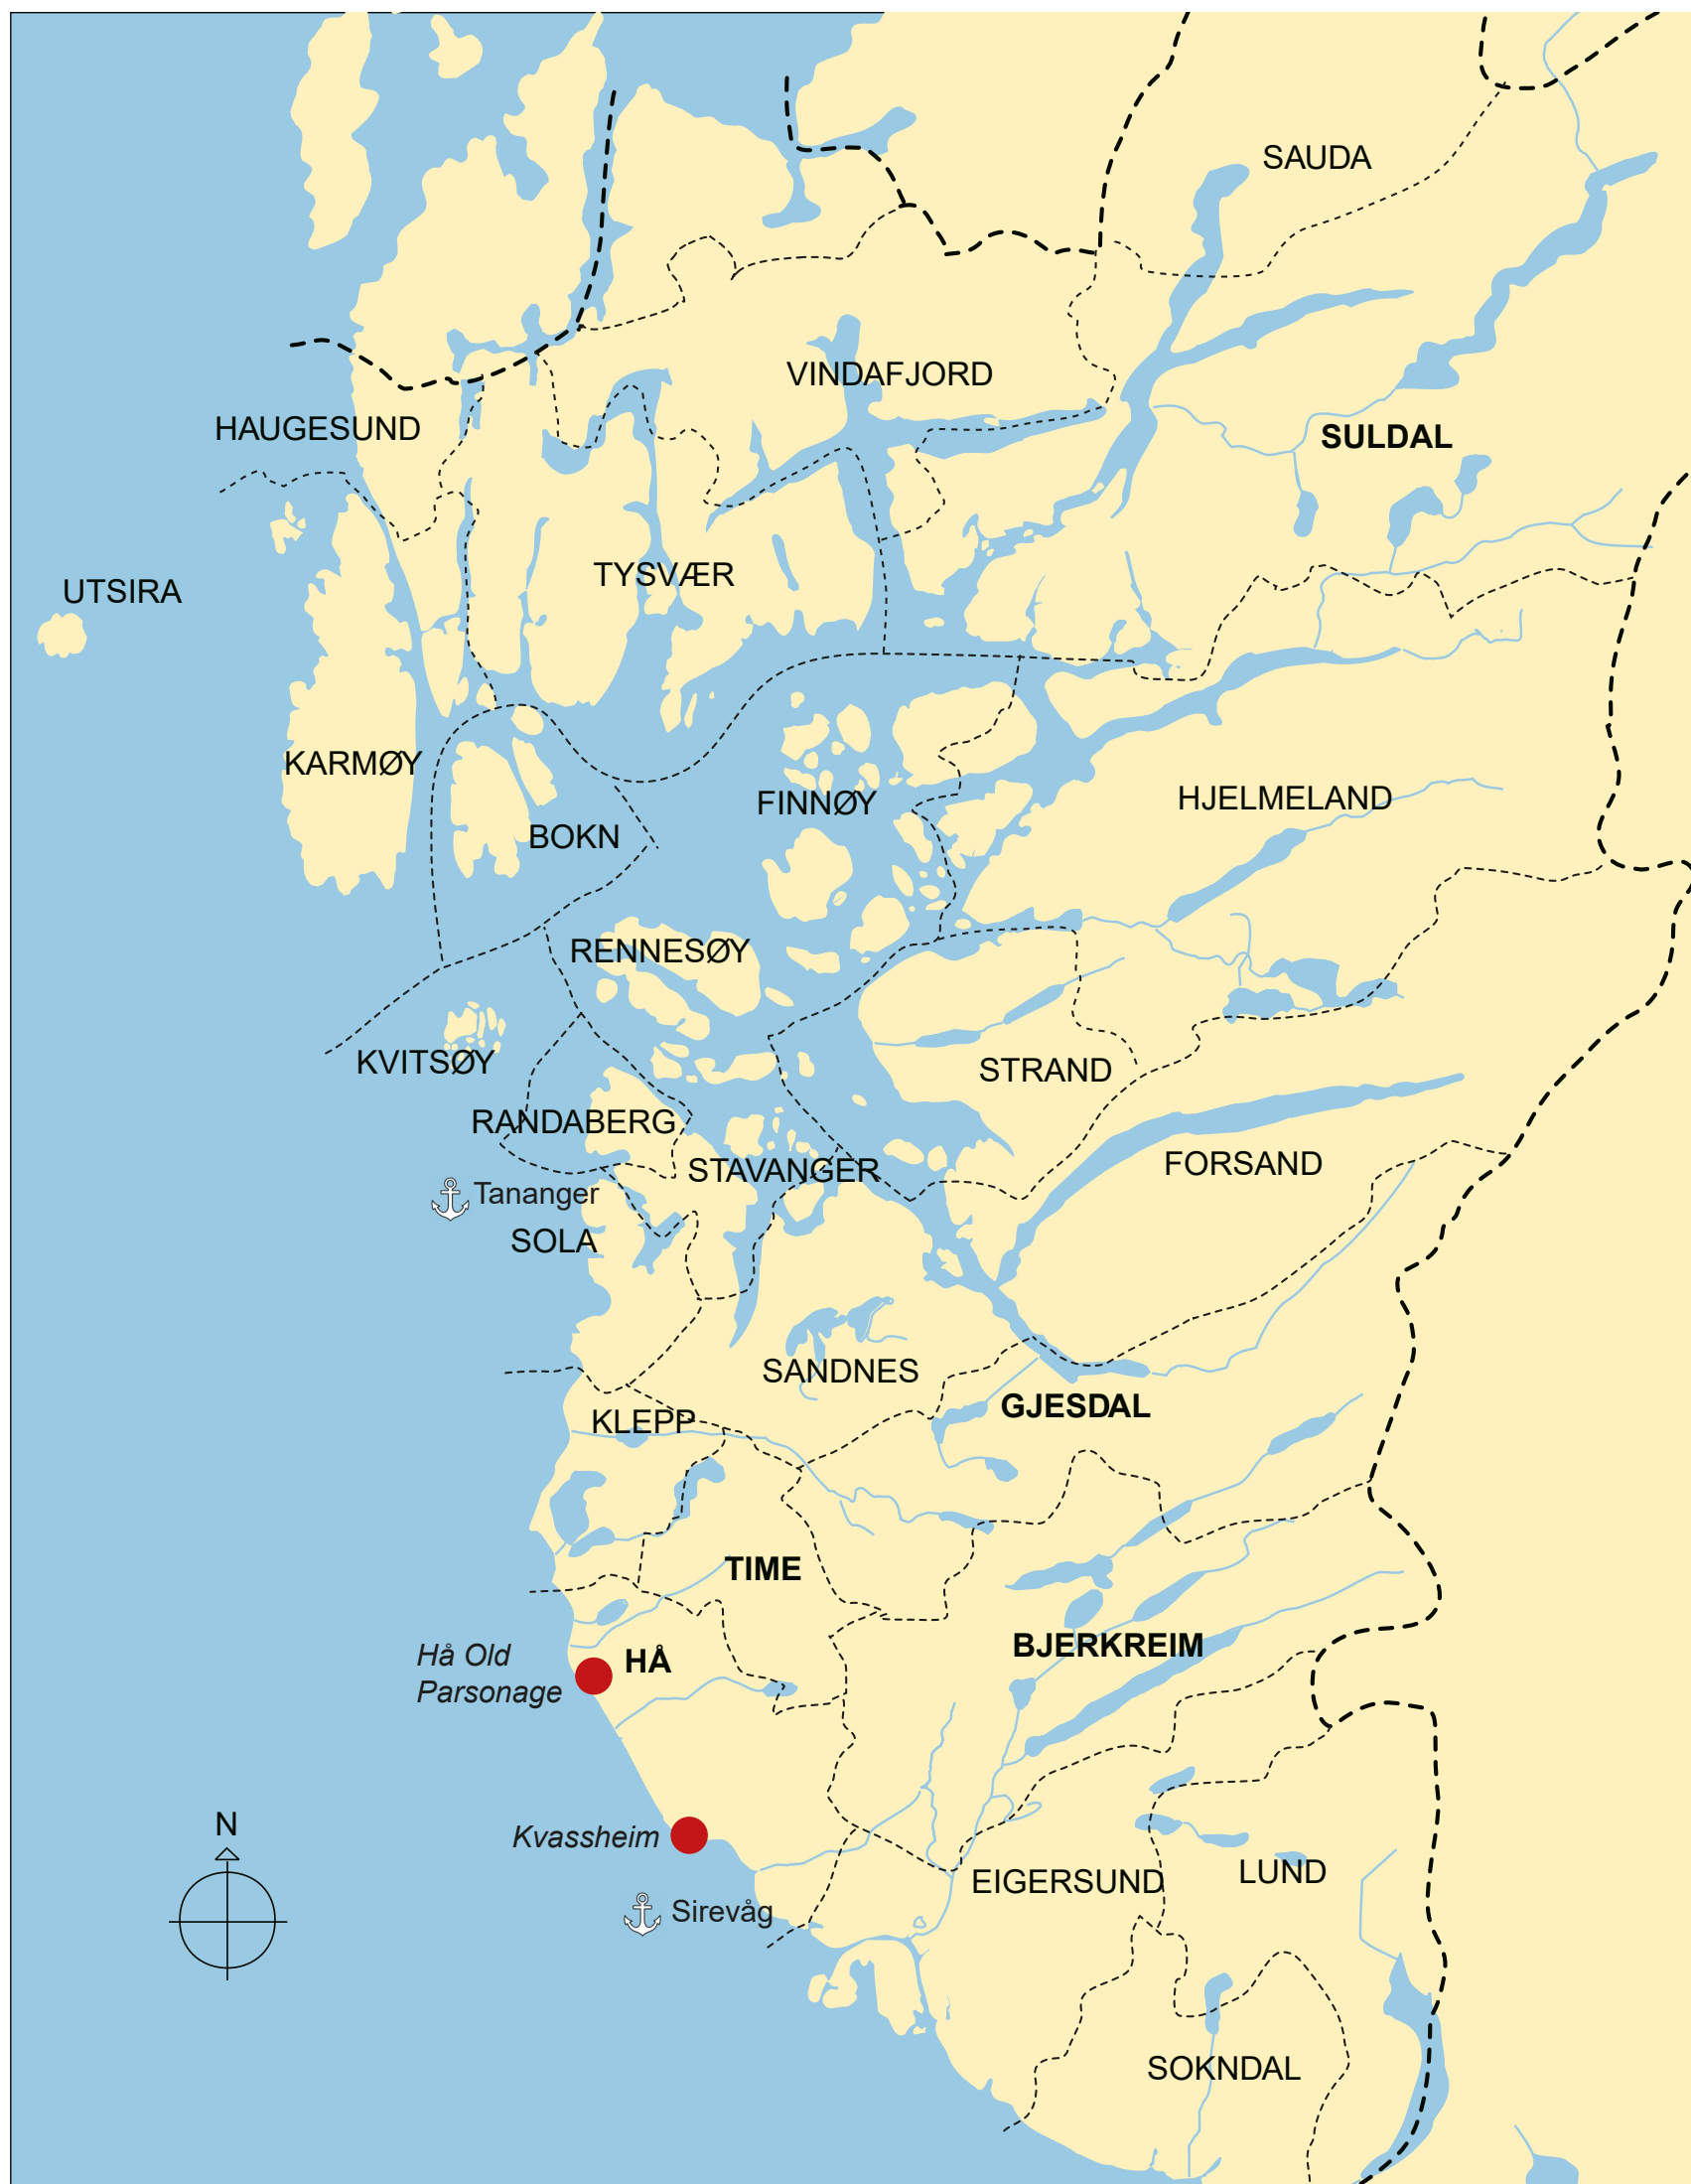 SAUDA
VINDAFJORD
HAUGESUND
SULDAL
TYSVÆR
UTSIRA
KARMØY
FINNØY
HJELMELAND
BOKN
RENNESØY
KVITSØY
STRAND
RANDABERG
STAVANGER
FORSAND
Tananger
SOLA
SANDNES
GJESDAL
KLEPP
TIME
BJERKREIM
Hå Old
Parsonage
HÅ
N
Kvassheim
EIGERSUND
LUND
Sirevåg
SOKNDAL